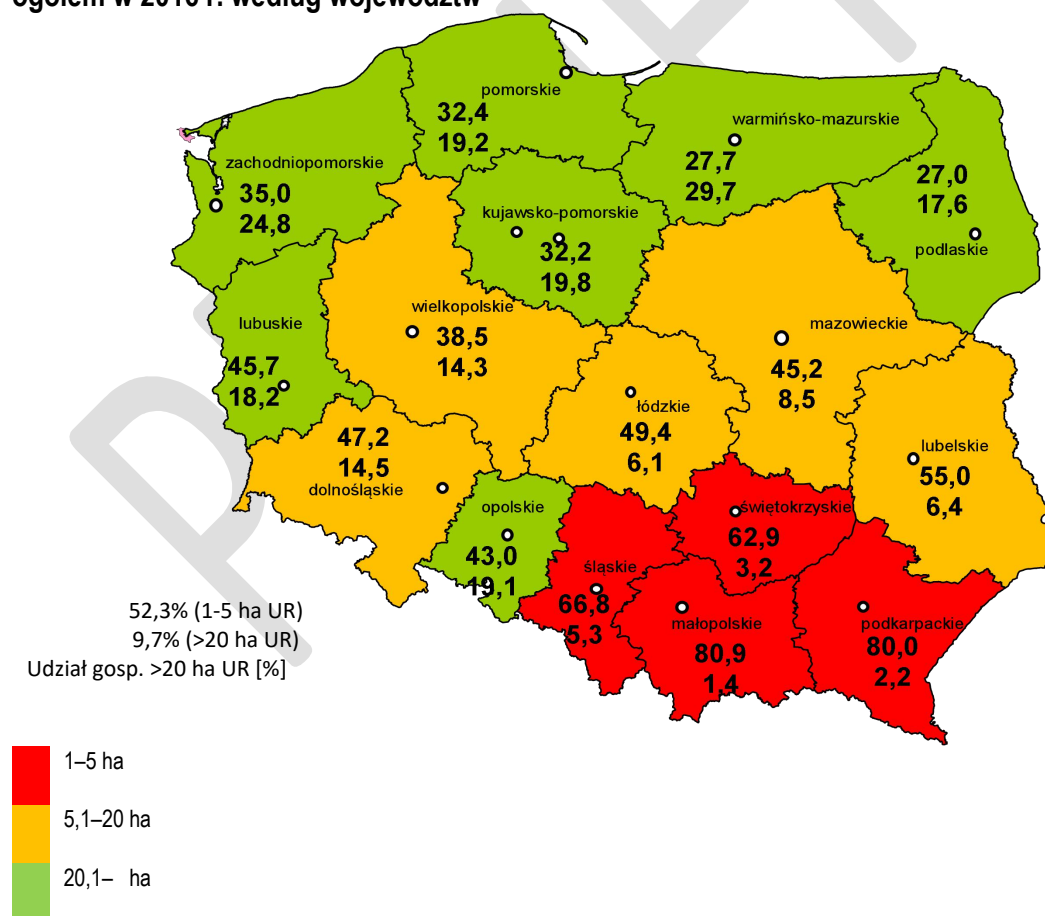 ogółem w 2010 r. według województw
pomorskie
32,4
19,2
warmińsko-mazurskie
27,7
29,7
zachodniopomorskie
35,0
24,8
27,0
17,6
podlaskie
kujawsko-pomorskie
32,2
19,8
wielkopolskie
38,5
14,3
lubuskie
45,7
18,2
mazowieckie
45,2
8,5
łódzkie
49,4
6,1
47,2
14,5
dolnośląskie
lubelskie
55,0
6,4
opolskie
43,0
19,1
świętokrzyskie
62,9
3,2
śląskie
66,8
5,3
małopolskie
80,9
1,4
podkarpackie
80,0
2,2
52,3% (1-5 ha UR)
9,7% (>20 ha UR)
Udział gosp. >20 ha UR [%]
1–5 ha
5,1–20 ha
20,1– ha